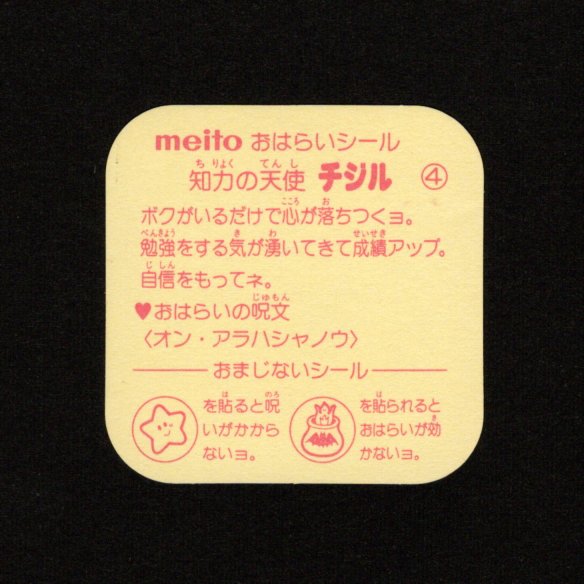 meito おはらいシール
知力の天使 チジル ④
ボクがいるだけで心が落ちつくョ。
勉強をする気が湧いてきて成績アップ。
自信をもってネ。
♥おはらいの呪文
〈オン・アラハシャノウ〉
おまじないシール
を貼ると呪
いがかから
ないョ。
を貼られると
おはらいが効
かないョ。